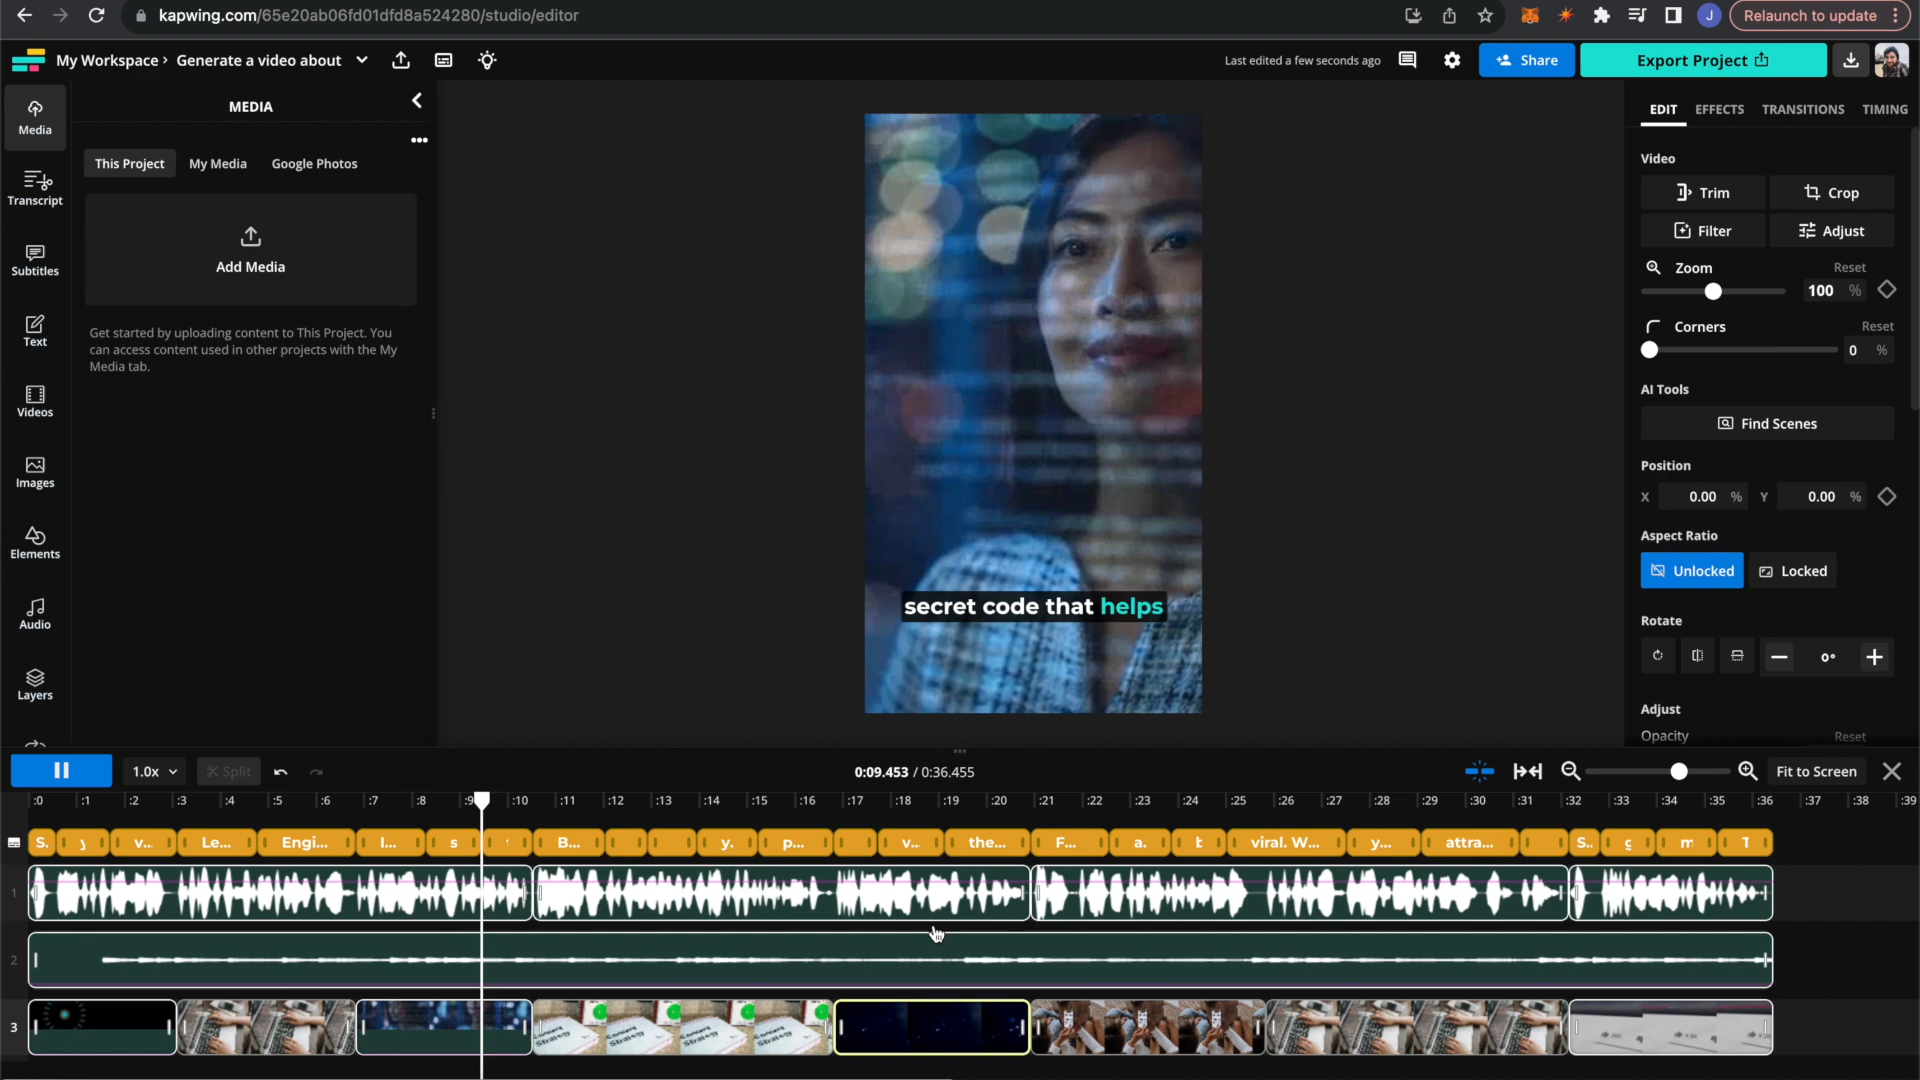 kapwing.com/65e20ab06fd01dfd8a524280/studio/editor
J
Relaunch to update
My Workspace › Generate a video about
Last edited a few seconds ago
Share
Export Project
MEDIA
Media
Transcript
Subtitles
Text
Videos
Images
Elements
Audio
Layers
This Project
My Media
Google Photos
Add Media
Get started by uploading content to This Project. You
can access content used in other projects with the My
Media tab.
secret code that helps
EDIT EFFECTS TRANSITIONS TIMING
Video
Trim
Crop
Filter
Adjust
Zoom Reset
100 %
Corners Reset
0 %
AI Tools
Find Scenes
Position
X 0.00 % Y 0.00 %
Aspect Ratio
Unlocked
Locked
Rotate
0°
Adjust
Opacity Reset
1.0x
Split
0:09.453 / 0:36.455
Fit to Screen
:0 :1 :2 :3 :4 :5 :6 :7 :8 :9 :10 :11 :12 :13 :14 :15 :16 :17 :18 :19 :20 :21 :22 :23 :24 :25 :26 :27 :28 :29 :30 :31 :32 :33 :34 :35 :36 :37 :38 :39
S. y v... Le... Engi... I... s B... y. p... v... the... F... a. b viral. W... y... attra... S.. g m T
1
2
3